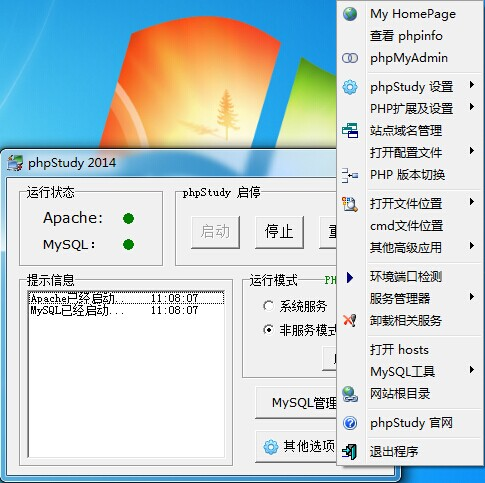 My HomePage
查看 phpinfo
phpMyAdmin
phpStudy 设置
PHP扩展及设置
站点域名管理
打开配置文件
PHP 版本切换
打开文件位置
cmd文件位置
其他高级应用
环境端口检测
服务管理器
卸载相关服务
打开 hosts
MySQL工具
网站根目录
phpStudy 官网
退出程序
phpStudy 2014
运行状态
Apache:
MySQL:
phpStudy 启停
启动
停止
提示信息
Apache已经启动... 11:08:07
MySQL已经启动... 11:08:07
运行模式
PH
系统服务
非服务模式
MySQL管理
其他选项